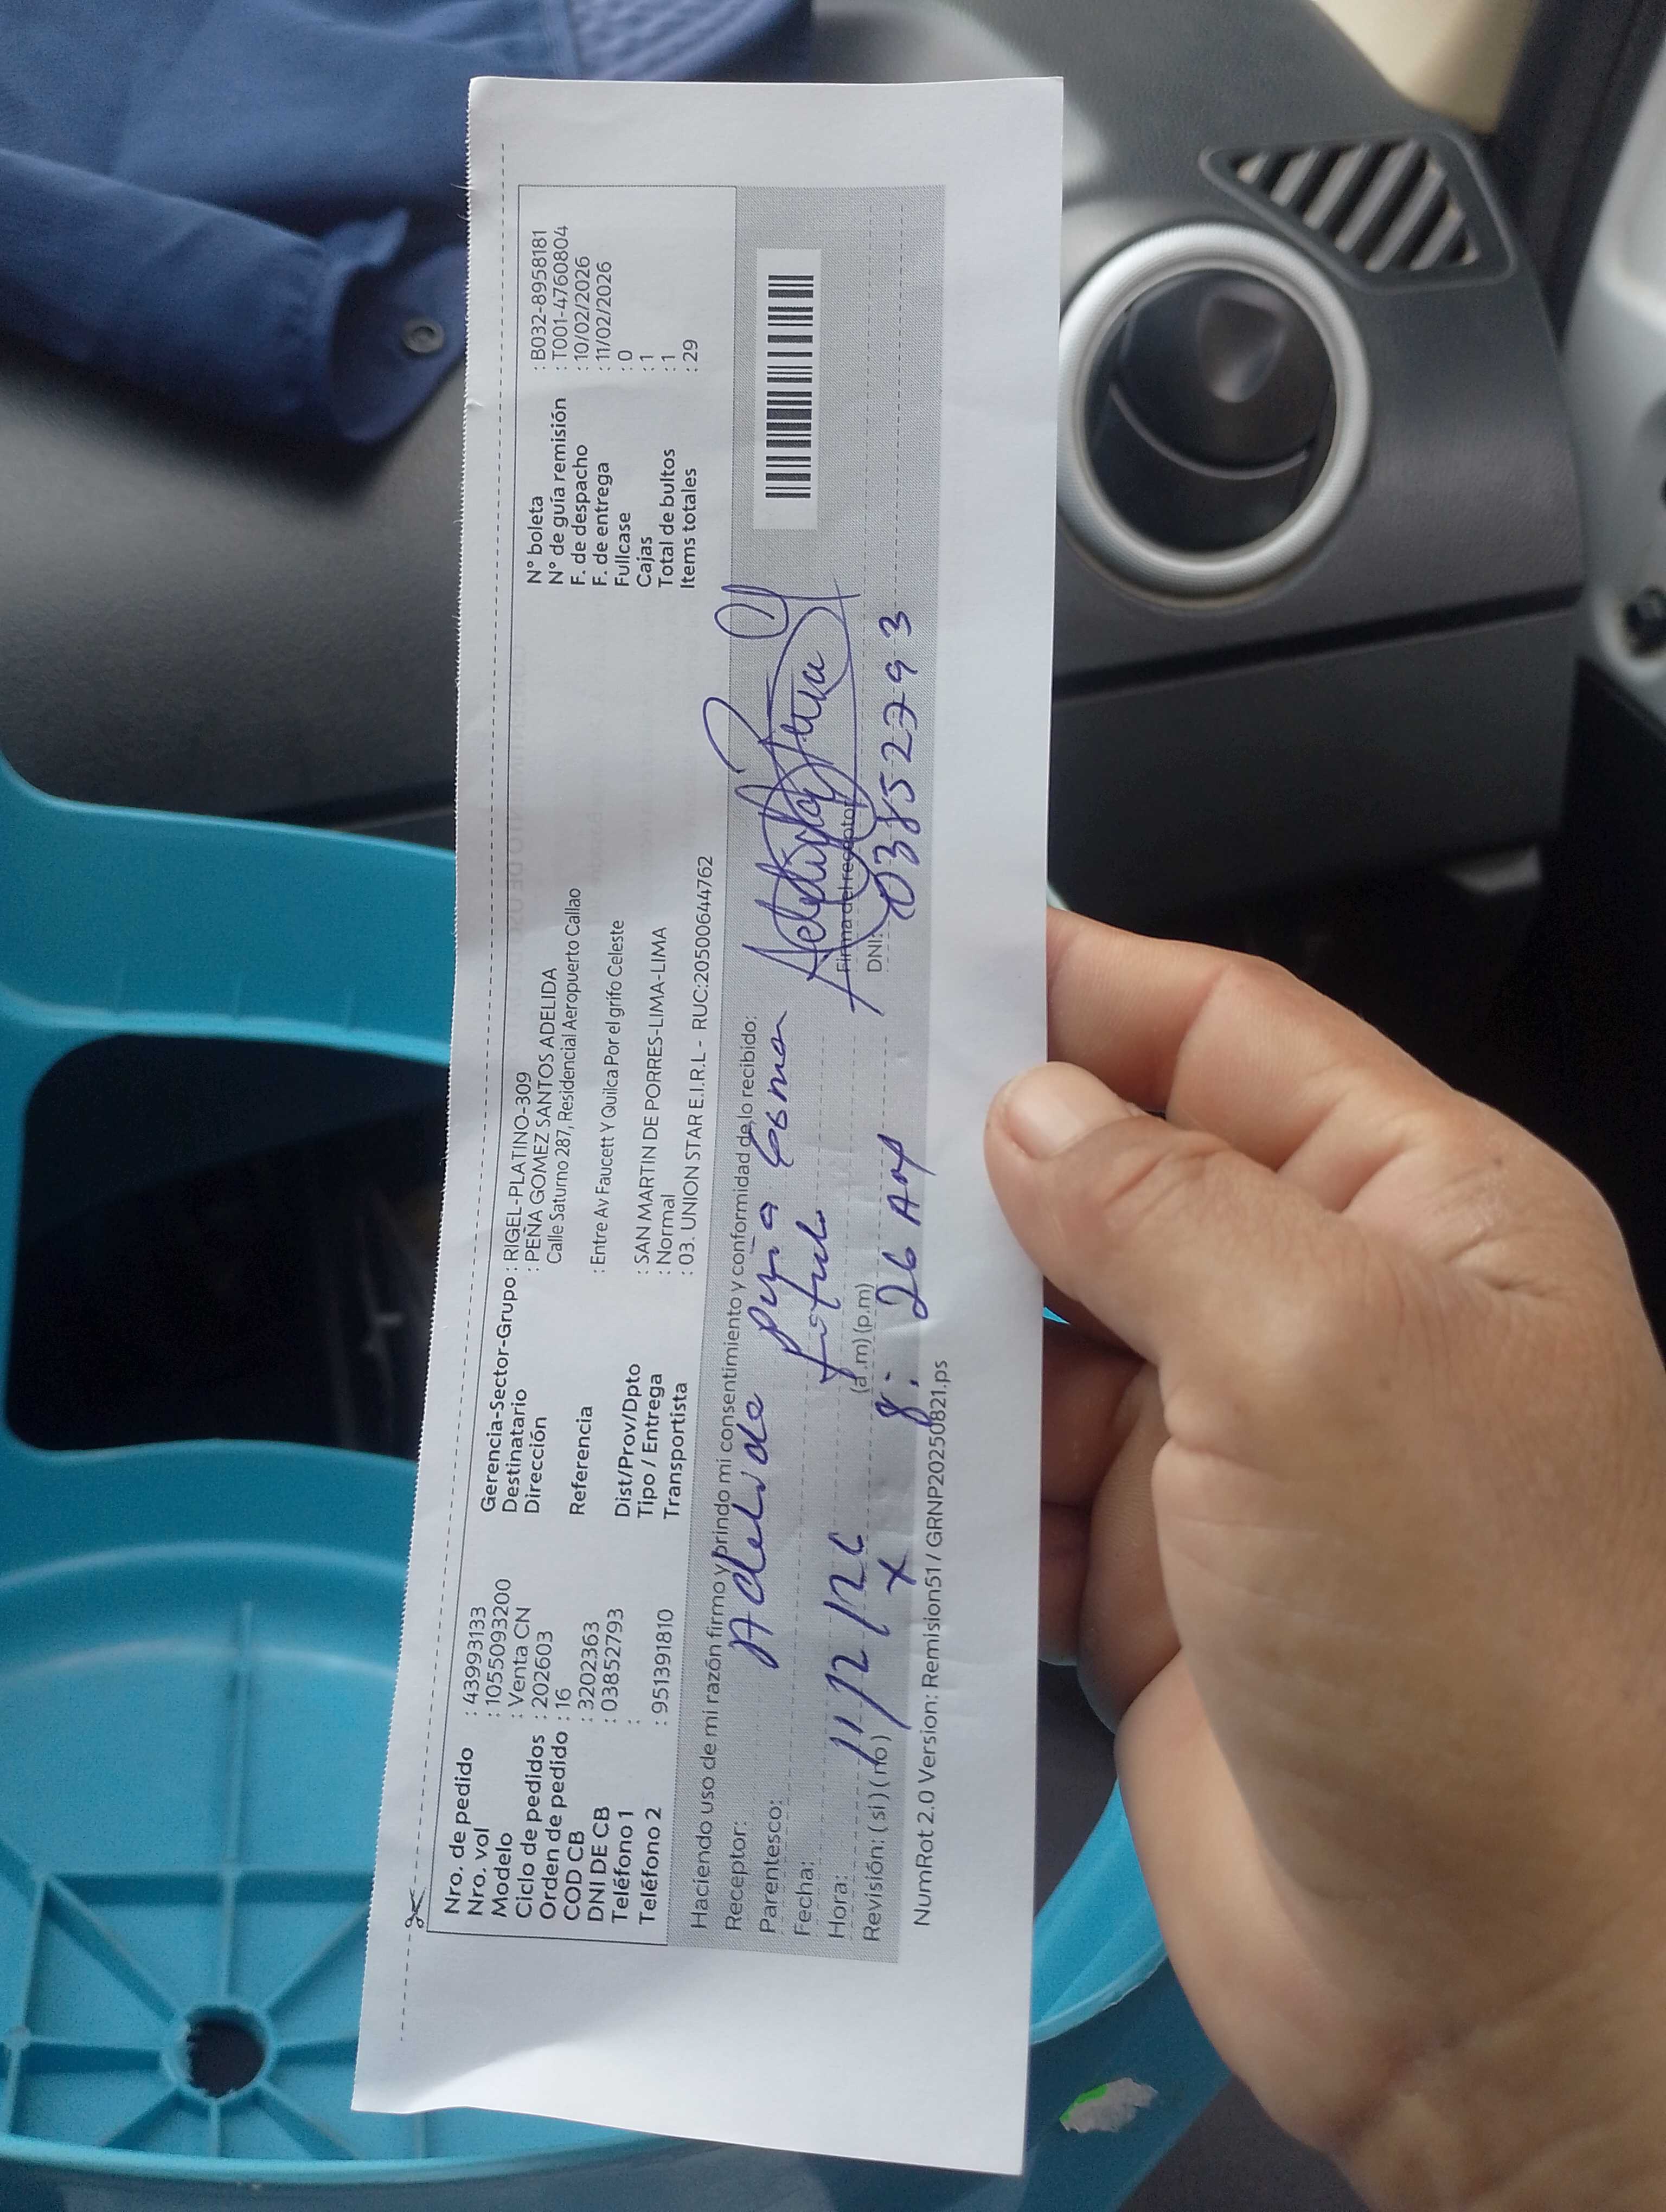 Nro. de pedido : 43993133
Nro. vol : 1055093200
Modelo : Venta CN
Ciclo de pedidos : 202603
Orden de pedido : 16
COD CB : 3202363
DNI DE CB : 03852793
Teléfono 1 :
Teléfono 2 : 951391810
Gerencia-Sector-Grupo : RIGEL-PLATINO-309
Destinatario : PEÑA GOMEZ SANTOS ADELIDA
Dirección Calle Saturno 287, Residencial Aeropuerto Callao
Referencia : Entre Av Faucett Y Quilca Por el grifo Celeste
Dist/Prov/Dpto : SAN MARTIN DE PORRES-LIMA-LIMA
Tipo / Entrega : Normal
Transportista : 03. UNION STAR E.I.R.L - RUC:20500644762
N° boleta : B032-8958181
N° de guía remisión : T001-4760804
F. de despacho : 10/02/2026
F. de entrega : 11/02/2026
Fullcase : 0
Cajas : 1
Total de bultos : 1
Items totales : 29
Haciendo uso de mi razón firmo y brindo mi consentimiento y conformidad de lo recibido:
Receptor: Adelida Peña
Parentesco:
Fecha: 11/2/26
Hora: (a.m) (p.m) 8:26
Revisión: (si) (no) x
Firma del receptor
DNI: 03852793
NumRot 2.0 Version: Remision51 / GRNP20250821.ps